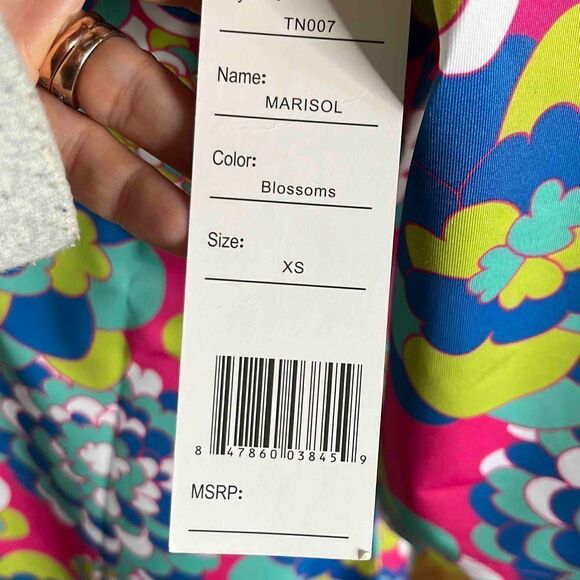 TN007
Name:
MARISOL
Color:
Blossoms
Size:
XS
8 47860 03845 9
MSRP: